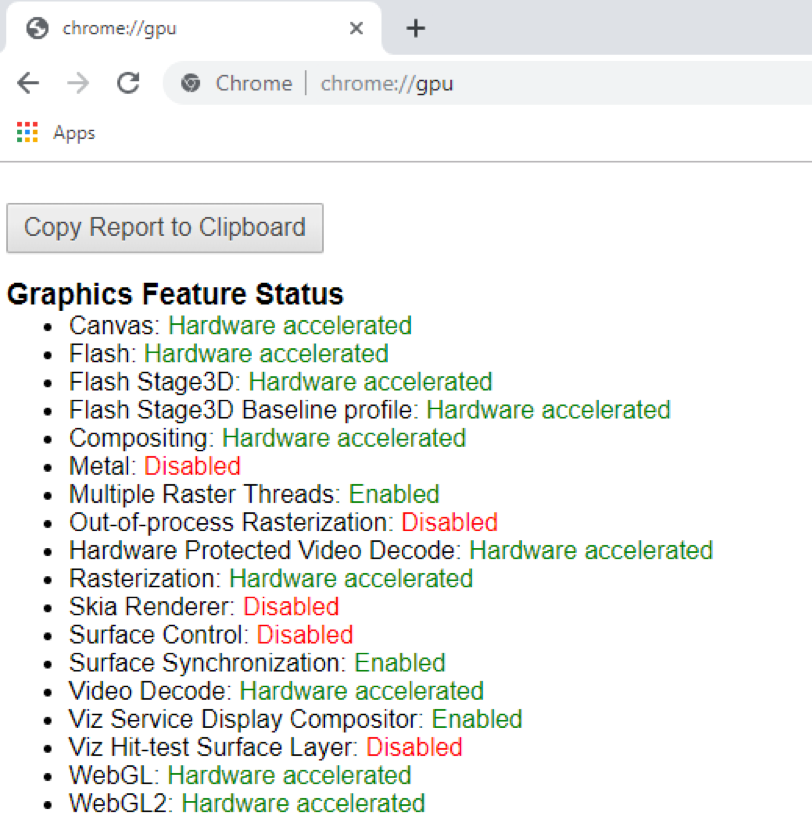 chrome://gpu
Chrome | chrome://gpu
Apps
Copy Report to Clipboard
Graphics Feature Status
• Canvas: Hardware accelerated
• Flash: Hardware accelerated
• Flash Stage3D: Hardware accelerated
• Flash Stage3D Baseline profile: Hardware accelerated
• Compositing: Hardware accelerated
• Metal: Disabled
• Multiple Raster Threads: Enabled
• Out-of-process Rasterization: Disabled
• Hardware Protected Video Decode: Hardware accelerated
• Rasterization: Hardware accelerated
• Skia Renderer: Disabled
• Surface Control: Disabled
• Surface Synchronization: Enabled
• Video Decode: Hardware accelerated
• Viz Service Display Compositor: Enabled
• Viz Hit-test Surface Layer: Disabled
• WebGL: Hardware accelerated
• WebGL2: Hardware accelerated